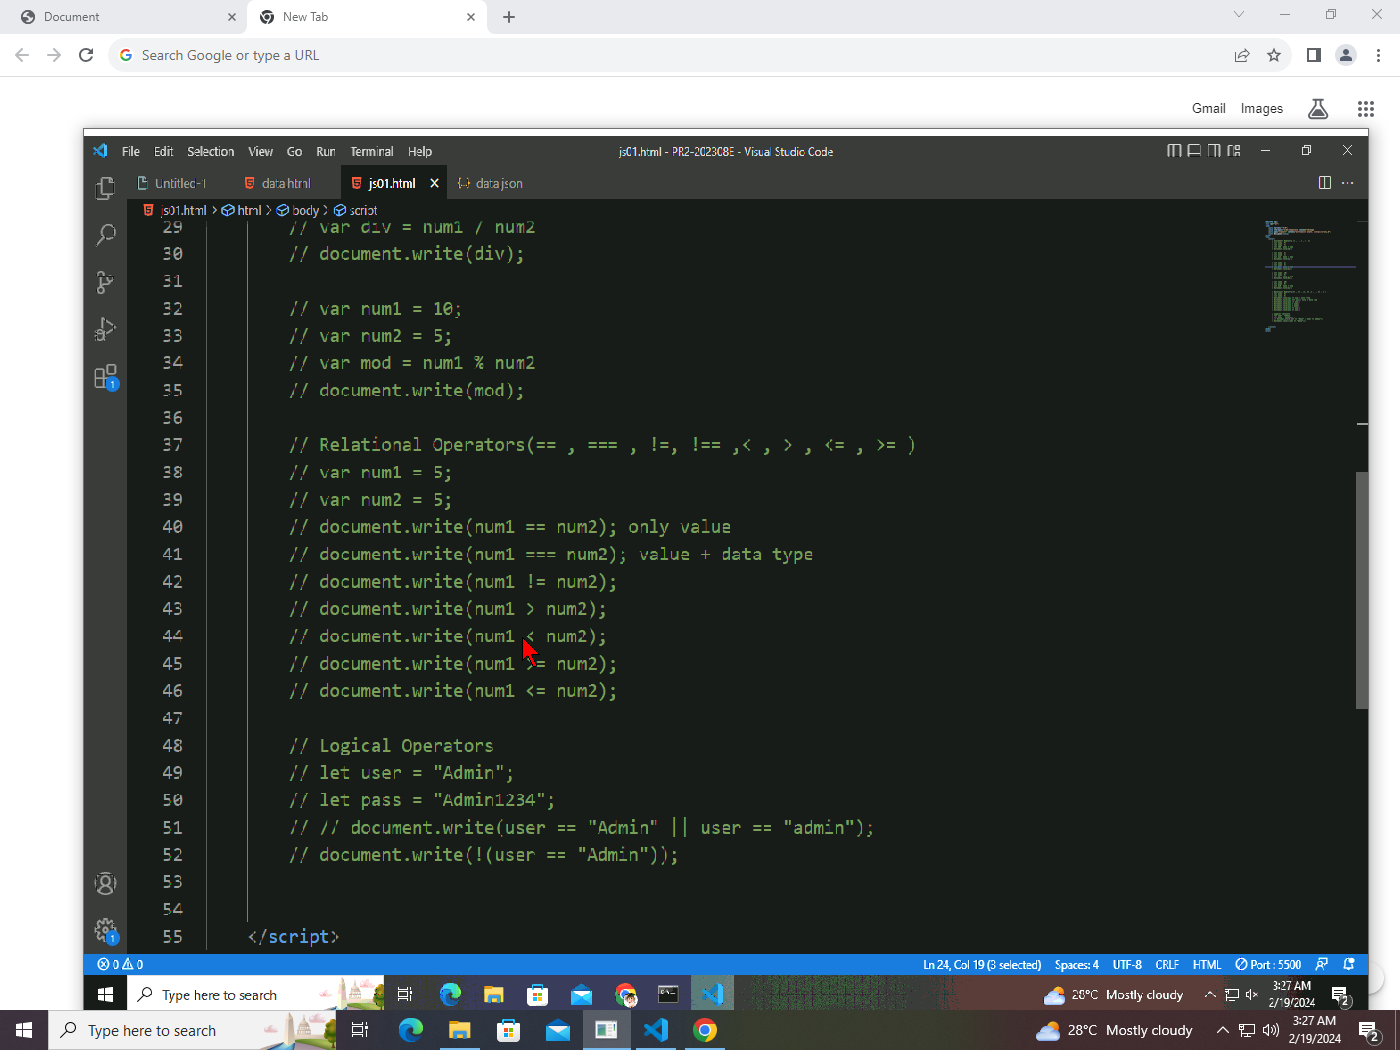 Document
New Tab
Search Google or type a URL
Gmail Images
File Edit Selection View Go Run Terminal Help
js01.html - PR2-202308E - Visual Studio Code
Untitled-1
data html
js01.html
data json
js01.html > html > body > script
29 // var div = num1 / num2
30 // document.write(div);
31
32 // var num1 = 10;
33 // var num2 = 5;
34 // var mod = num1 % num2
35 // document.write(mod);
36
37 // Relational Operators(== , === , !=, !== ,< , > , <= , >= )
38 // var num1 = 5;
39 // var num2 = 5;
40 // document.write(num1 == num2); only value
41 // document.write(num1 === num2); value + data type
42 // document.write(num1 != num2);
43 // document.write(num1 > num2);
44 // document.write(num1 < num2);
45 // document.write(num1 >= num2);
46 // document.write(num1 <= num2);
47
48 // Logical Operators
49 // let user = "Admin";
50 // let pass = "Admin1234";
51 // // document.write(user == "Admin" || user == "admin");
52 // document.write(!(user == "Admin"));
53
54
55 </script>
1
1
0 0
Ln 24, Col 19 (3 selected) Spaces: 4 UTF-8 CRLF HTML Port : 5500
Type here to search
28°C Mostly cloudy
3:27 AM
2/19/2024
2
Type here to search
28°C Mostly cloudy
3:27 AM
2/19/2024
2